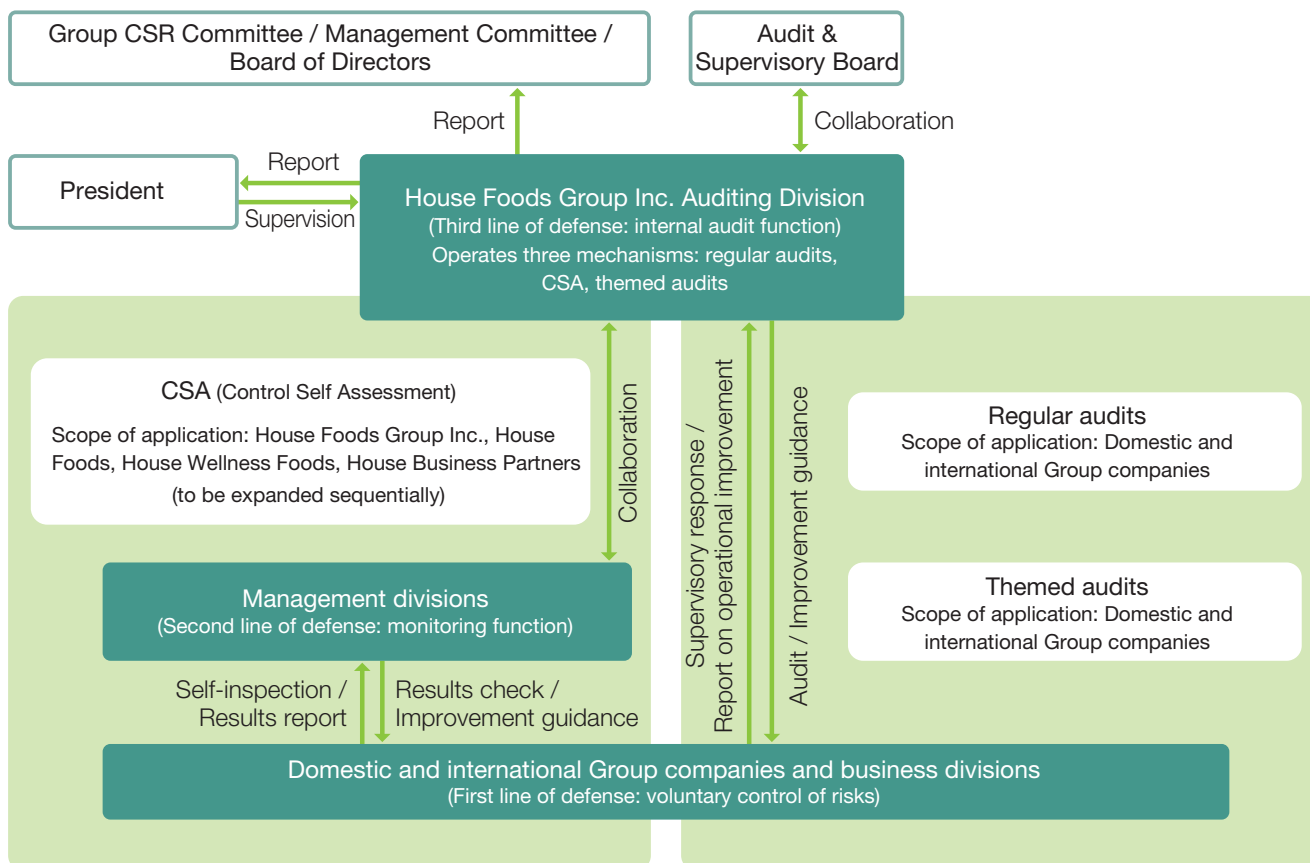 Group CSR Committee / Management Committee /
Board of Directors
Audit &
Supervisory Board
Report
Collaboration
President
Report
Supervision
House Foods Group Inc. Auditing Division
(Third line of defense: internal audit function)
Operates three mechanisms: regular audits,
CSA, themed audits
CSA (Control Self Assessment)
Scope of application: House Foods Group Inc., House
Foods, House Wellness Foods, House Business Partners
(to be expanded sequentially)
Collaboration
Supervisory response /
Report on operational improvement
Audit / Improvement guidance
Regular audits
Scope of application: Domestic and
international Group companies
Themed audits
Scope of application: Domestic and
international Group companies
Management divisions
(Second line of defense: monitoring function)
Self-inspection /
Results report
Results check /
Improvement guidance
Domestic and international Group companies and business divisions
(First line of defense: voluntary control of risks)